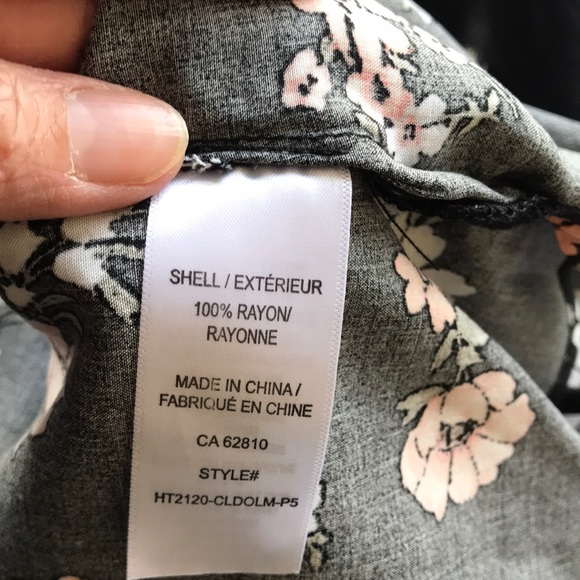 SHELL / EXTÉRIEUR
100% RAYON/
RAYONNE
MADE IN CHINA /
FABRIQUÉ EN CHINE
CA 62810
STYLE#
HT2120-CLDOLM-P5